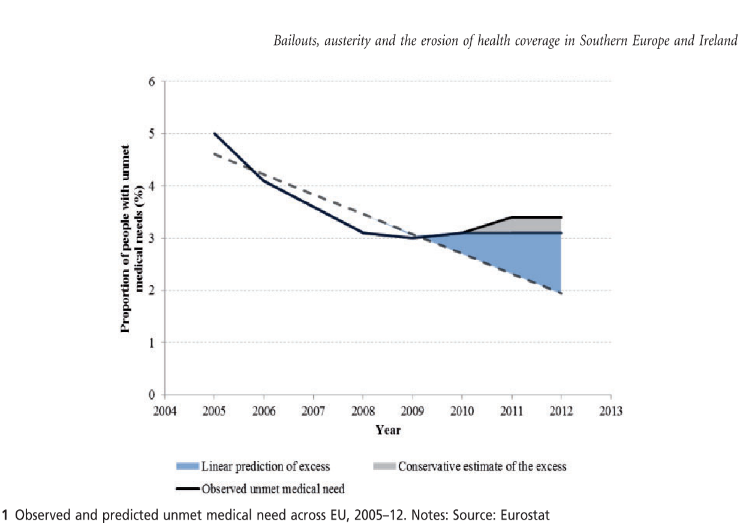 Bailouts, austerity and the erosion of health coverage in Southern Europe and Ireland
Proportion of people with unmet
medical needs (%)
6
5
4
3
2
1
0
2004 2005 2006 2007 2008 2009 2010 2011 2012 2013
Year
Linear prediction of excess Conservative estimate of the excess
Observed unmet medical need
1 Observed and predicted unmet medical need across EU, 2005–12. Notes: Source: Eurostat